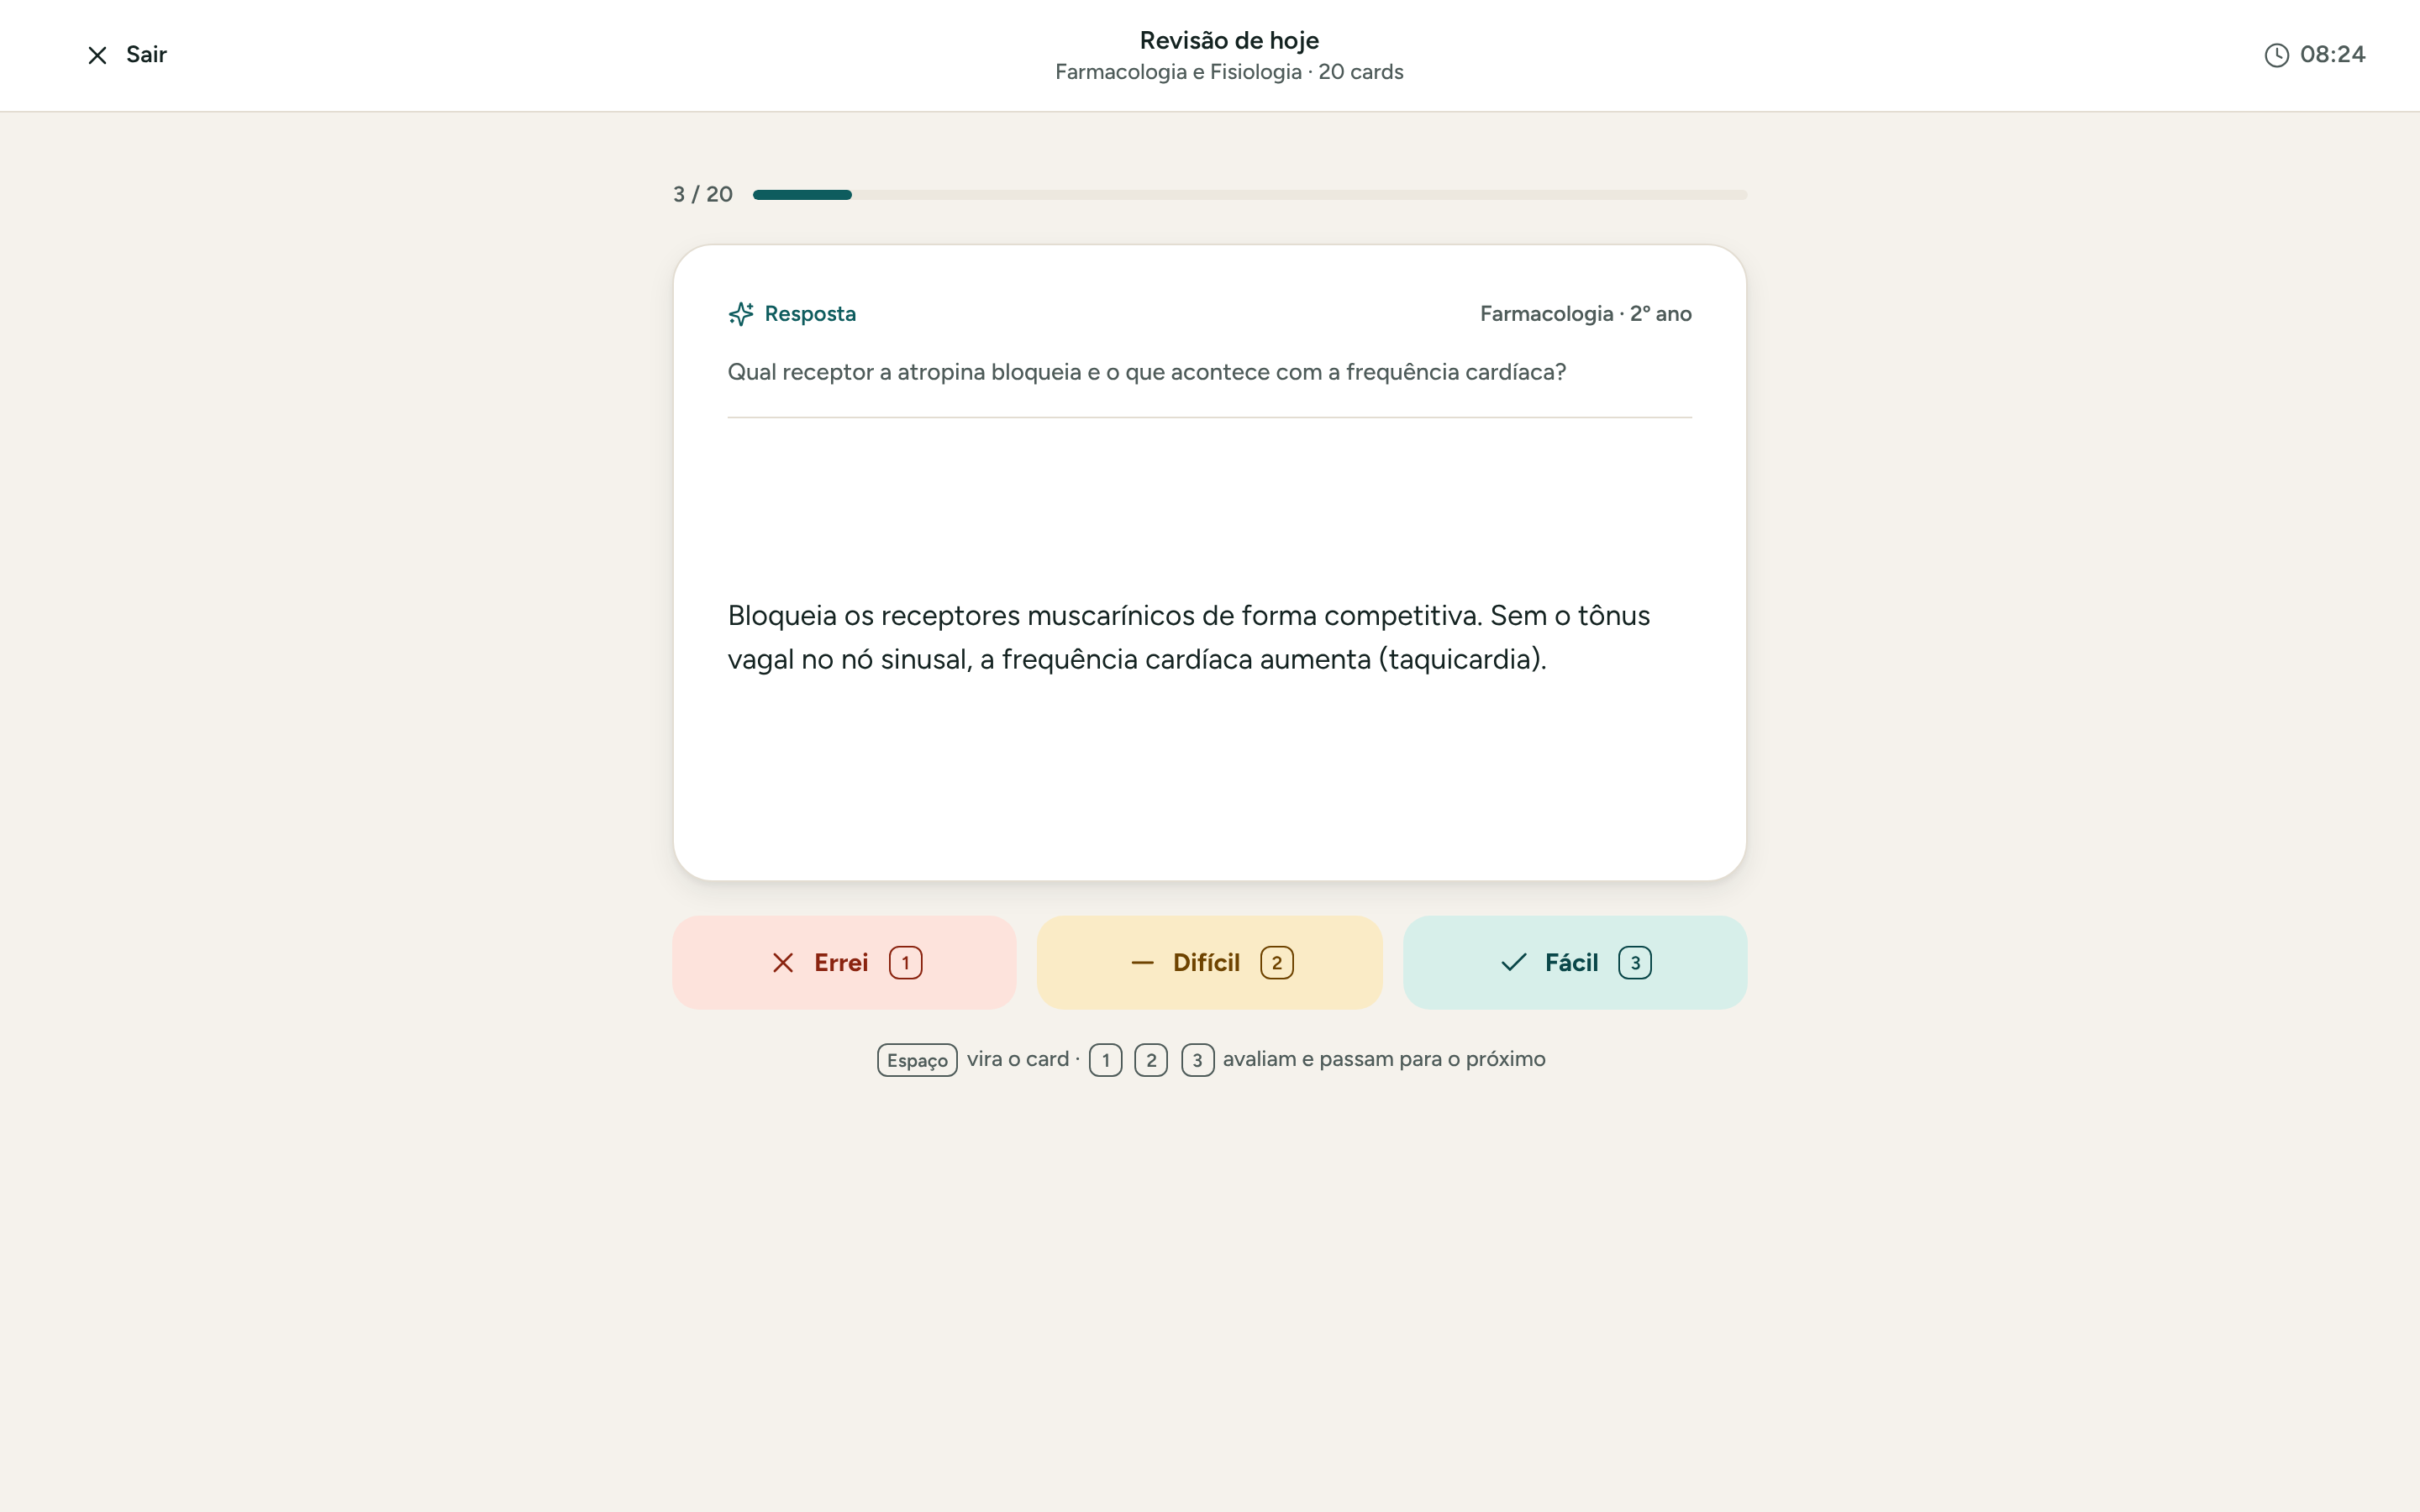 Sair
Revisão de hoje
Farmacologia e Fisiologia · 20 cards
08:24
3 / 20
Resposta
Farmacologia · 2º ano
Qual receptor a atropina bloqueia e o que acontece com a frequência cardíaca?
Bloqueia os receptores muscarínicos de forma competitiva. Sem o tônus
vagal no nó sinusal, a frequência cardíaca aumenta (taquicardia).
Errei 1
Difícil 2
Fácil 3
Espaço vira o card · 1 2 3 avaliam e passam para o próximo